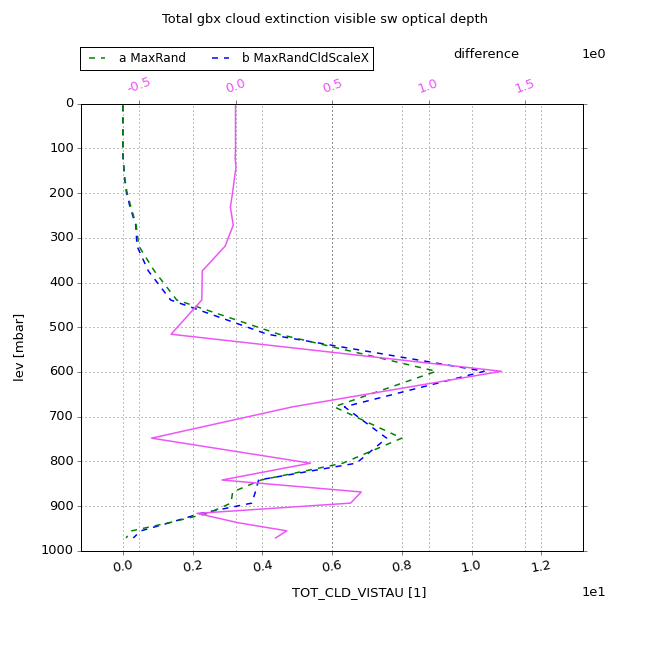 Total gbx cloud extinction visible sw optical depth
a MaxRand b MaxRandCldScaleX difference 1e0
-0.5 0.0 0.5 1.0 1.5
0
100
200
300
400
500
600
700
800
900
1000
lev [mbar]
0.0 0.2 0.4 0.6 0.8 1.0 1.2
TOT_CLD_VISTAU [1] 1e1